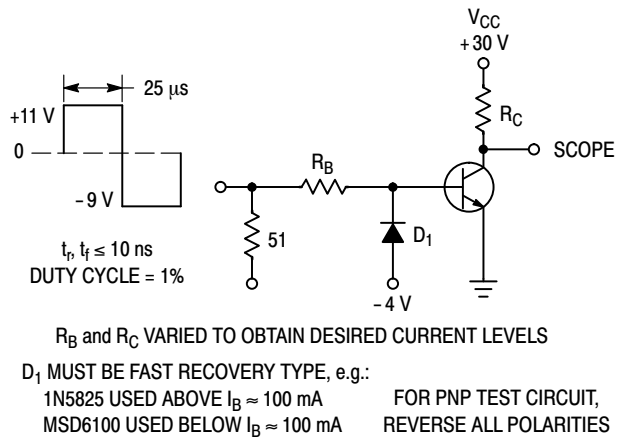 V_CC
+30 V
25 μs
+11 V
R_C
0
SCOPE
R_B
–9 V
51
D_1
t_r, t_f ≤ 10 ns
DUTY CYCLE = 1%
–4 V
R_B and R_C VARIED TO OBTAIN DESIRED CURRENT LEVELS
D_1 MUST BE FAST RECOVERY TYPE, e.g.:
1N5825 USED ABOVE I_B ≈ 100 mA
MSD6100 USED BELOW I_B ≈ 100 mA
FOR PNP TEST CIRCUIT,
REVERSE ALL POLARITIES